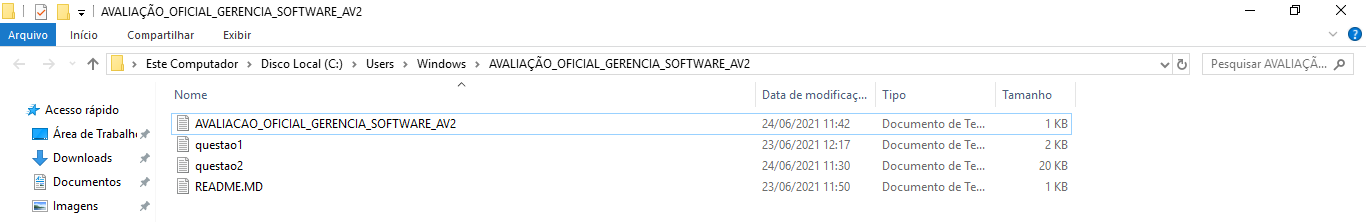 AVALIAÇÃO_OFICIAL_GERENCIA_SOFTWARE_AV2
Arquivo Início Compartilhar Exibir
Este Computador Disco Local (C:) Users Windows AVALIAÇÃO_OFICIAL_GERENCIA_SOFTWARE_AV2 Pesquisar AVALIAÇÃ...
Nome Data de modificaç... Tipo Tamanho
Acesso rápido
AVALIACAO_OFICIAL_GERENCIA_SOFTWARE_AV2 24/06/2021 11:42 Documento de Te... 1 KB
Área de Trabalh
questao1 23/06/2021 12:17 Documento de Te... 2 KB
Downloads
questao2 24/06/2021 11:30 Documento de Te... 20 KB
Documentos
README.MD 23/06/2021 11:50 Documento de Te... 1 KB
Imagens